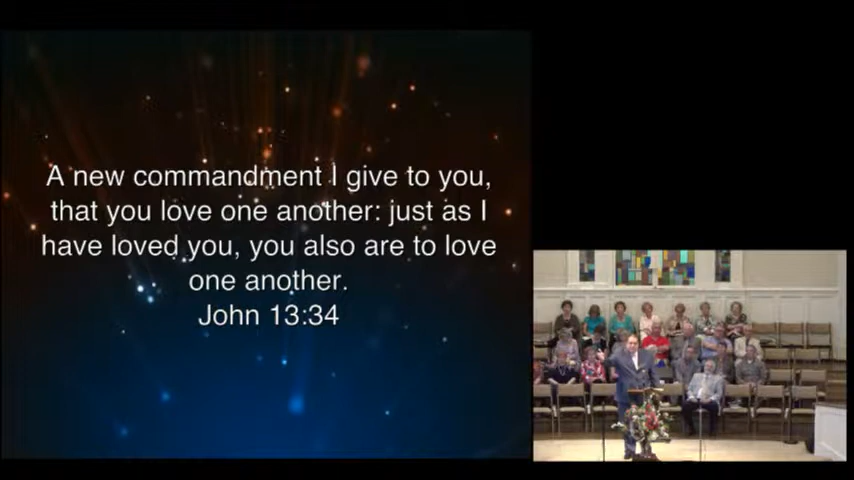 A new commandment I give to you,
that you love one another: just as I
have loved you, you also are to love
one another.
John 13:34